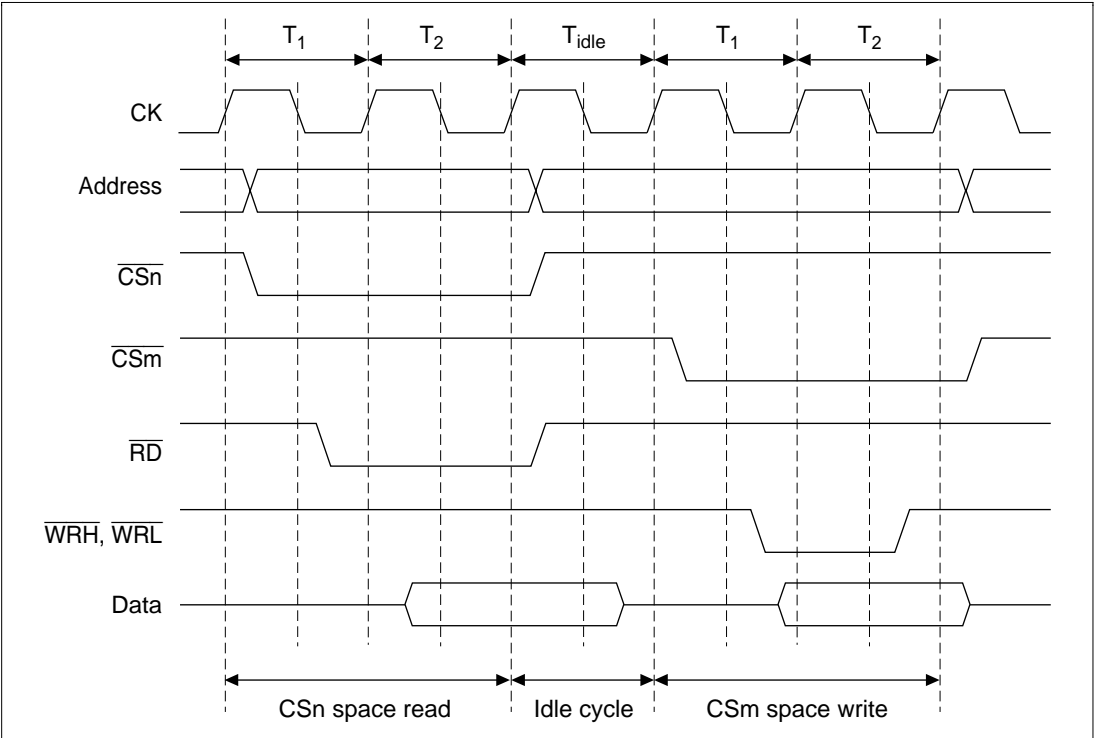 T1 T2 Tidle T1 T2
CK
Address
CSn
CSm
RD
WRH, WRL
Data
CSn space read Idle cycle CSm space write